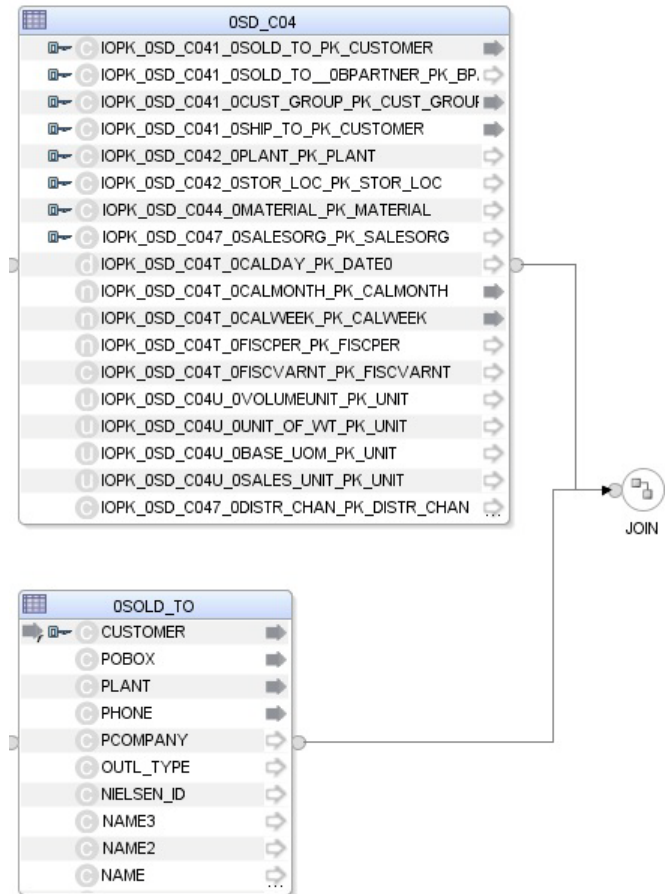 0SD_C04
IOPK_0SD_C041_0SOLD_TO_PK_CUSTOMER
IOPK_0SD_C041_0SOLD_TO__0BPARTNER_PK_BP.
IOPK_0SD_C041_0CUST_GROUP_PK_CUST_GROUF
IOPK_0SD_C041_0SHIP_TO_PK_CUSTOMER
IOPK_0SD_C042_0PLANT_PK_PLANT
IOPK_0SD_C042_0STOR_LOC_PK_STOR_LOC
IOPK_0SD_C044_0MATERIAL_PK_MATERIAL
IOPK_0SD_C047_0SALESORG_PK_SALESORG
d IOPK_0SD_C04T_0CALDAY_PK_DATE0
n IOPK_0SD_C04T_0CALMONTH_PK_CALMONTH
n IOPK_0SD_C04T_0CALWEEK_PK_CALWEEK
n IOPK_0SD_C04T_0FISCPER_PK_FISCPER
C IOPK_0SD_C04T_0FISCVARNT_PK_FISCVARNT
U IOPK_0SD_C04U_0VOLUMEUNIT_PK_UNIT
U IOPK_0SD_C04U_0UNIT_OF_WT_PK_UNIT
U IOPK_0SD_C04U_0BASE_UOM_PK_UNIT
U IOPK_0SD_C04U_0SALES_UNIT_PK_UNIT
C IOPK_0SD_C047_0DISTR_CHAN_PK_DISTR_CHAN
...
JOIN
0SOLD_TO
C CUSTOMER
C POBOX
C PLANT
C PHONE
C PCOMPANY
C OUTL_TYPE
C NIELSEN_ID
C NAME3
C NAME2
C NAME
...